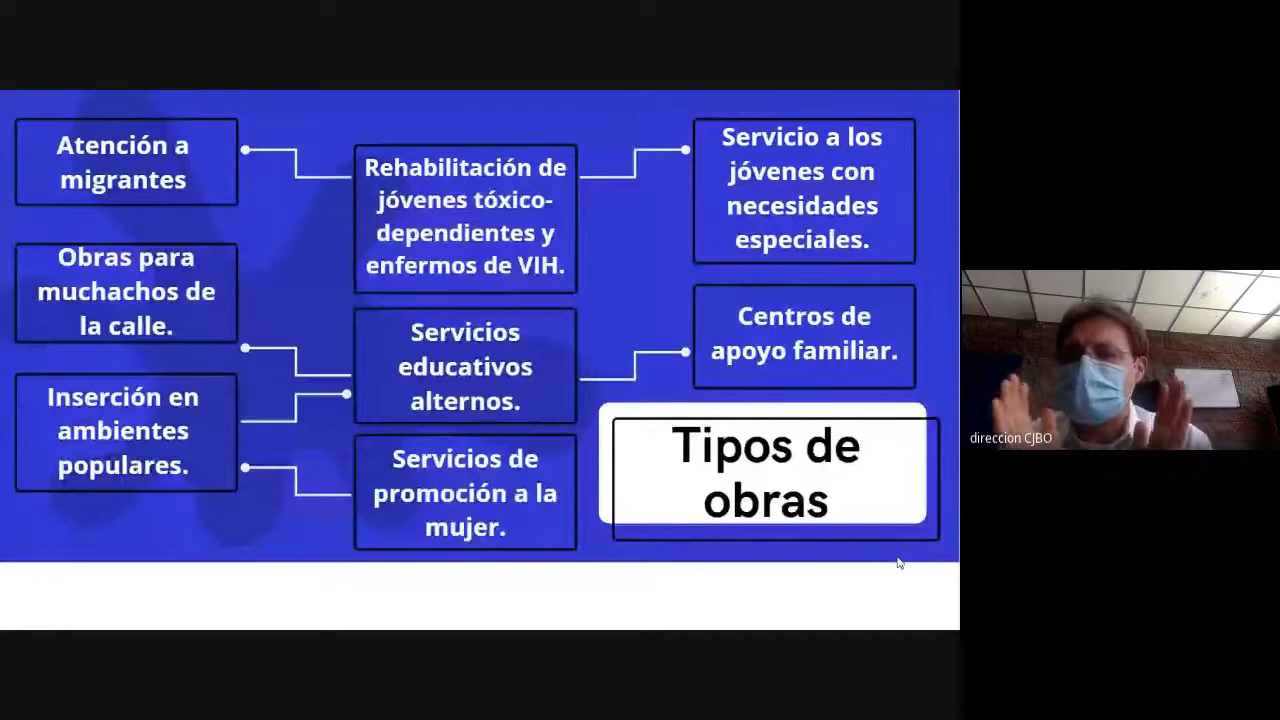 Atención a
migrantes
Obras para
muchachos de
la calle.
Inserción en
ambientes
populares.
Rehabilitación de
jóvenes tóxico-
dependientes y
enfermos de VIH.
Servicios
educativos
alternos.
Servicios de
promoción a la
mujer.
Servicio a los
jóvenes con
necesidades
especiales.
Centros de
apoyo familiar.
Tipos de
obras
direccion CJBO